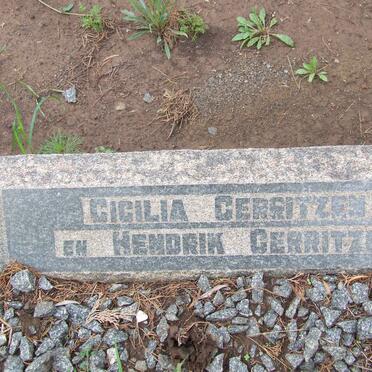 CICILIA GERRITZEN
EN HENDRIK GERRITZ